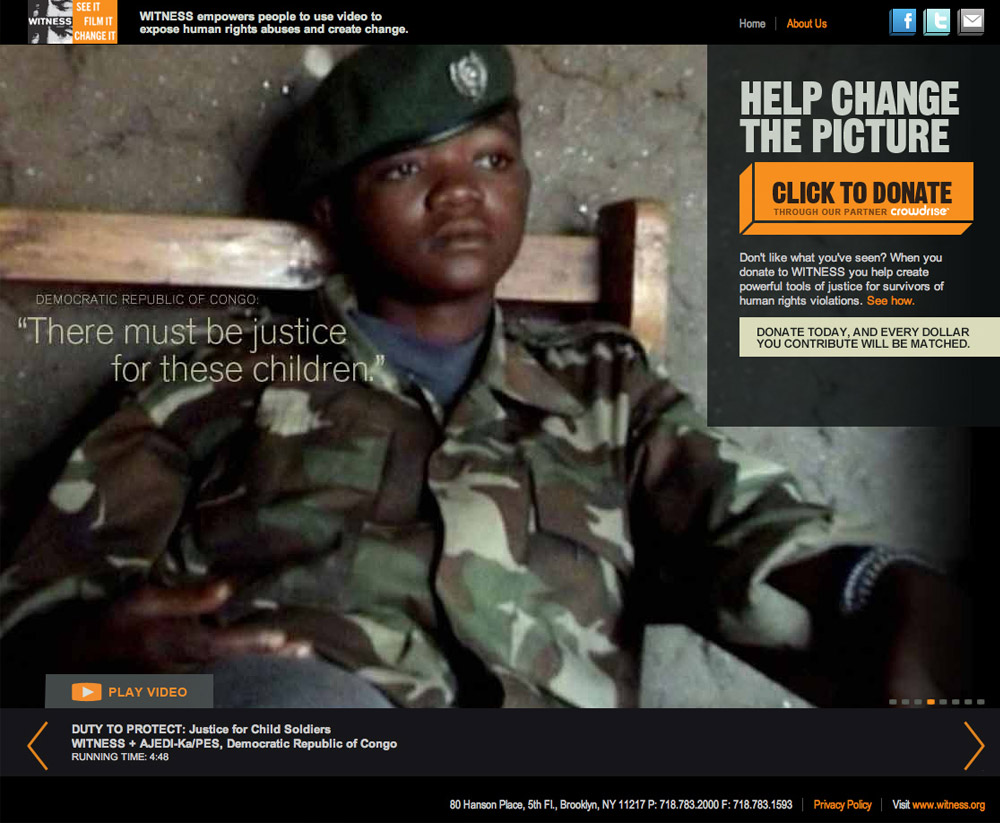 WITNESS
SEE IT
FILM IT
CHANGE IT
WITNESS empowers people to use video to
expose human rights abuses and create change.
Home
About Us
HELP CHANGE
THE PICTURE
CLICK TO DONATE
THROUGH OUR PARTNER crowdrise
Don't like what you've seen? When you
donate to WITNESS you help create
powerful tools of justice for survivors of
human rights violations. See how.
DONATE TODAY, AND EVERY DOLLAR
YOU CONTRIBUTE WILL BE MATCHED.
DEMOCRATIC REPUBLIC OF CONGO:
“There must be justice
for these children.”
PLAY VIDEO
DUTY TO PROTECT: Justice for Child Soldiers
WITNESS + AJEDI-Ka/PES, Democratic Republic of Congo
RUNNING TIME: 4:48
80 Hanson Place, 5th Fl., Brooklyn, NY 11217 P: 718.783.2000 F: 718.783.1593
Privacy Policy
Visit www.witness.org